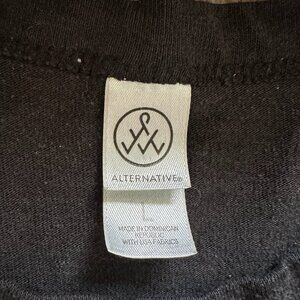 ALTERNATIVE®
L
MADE IN DOMINICAN
REPUBLIC
WITH USA FABRICS